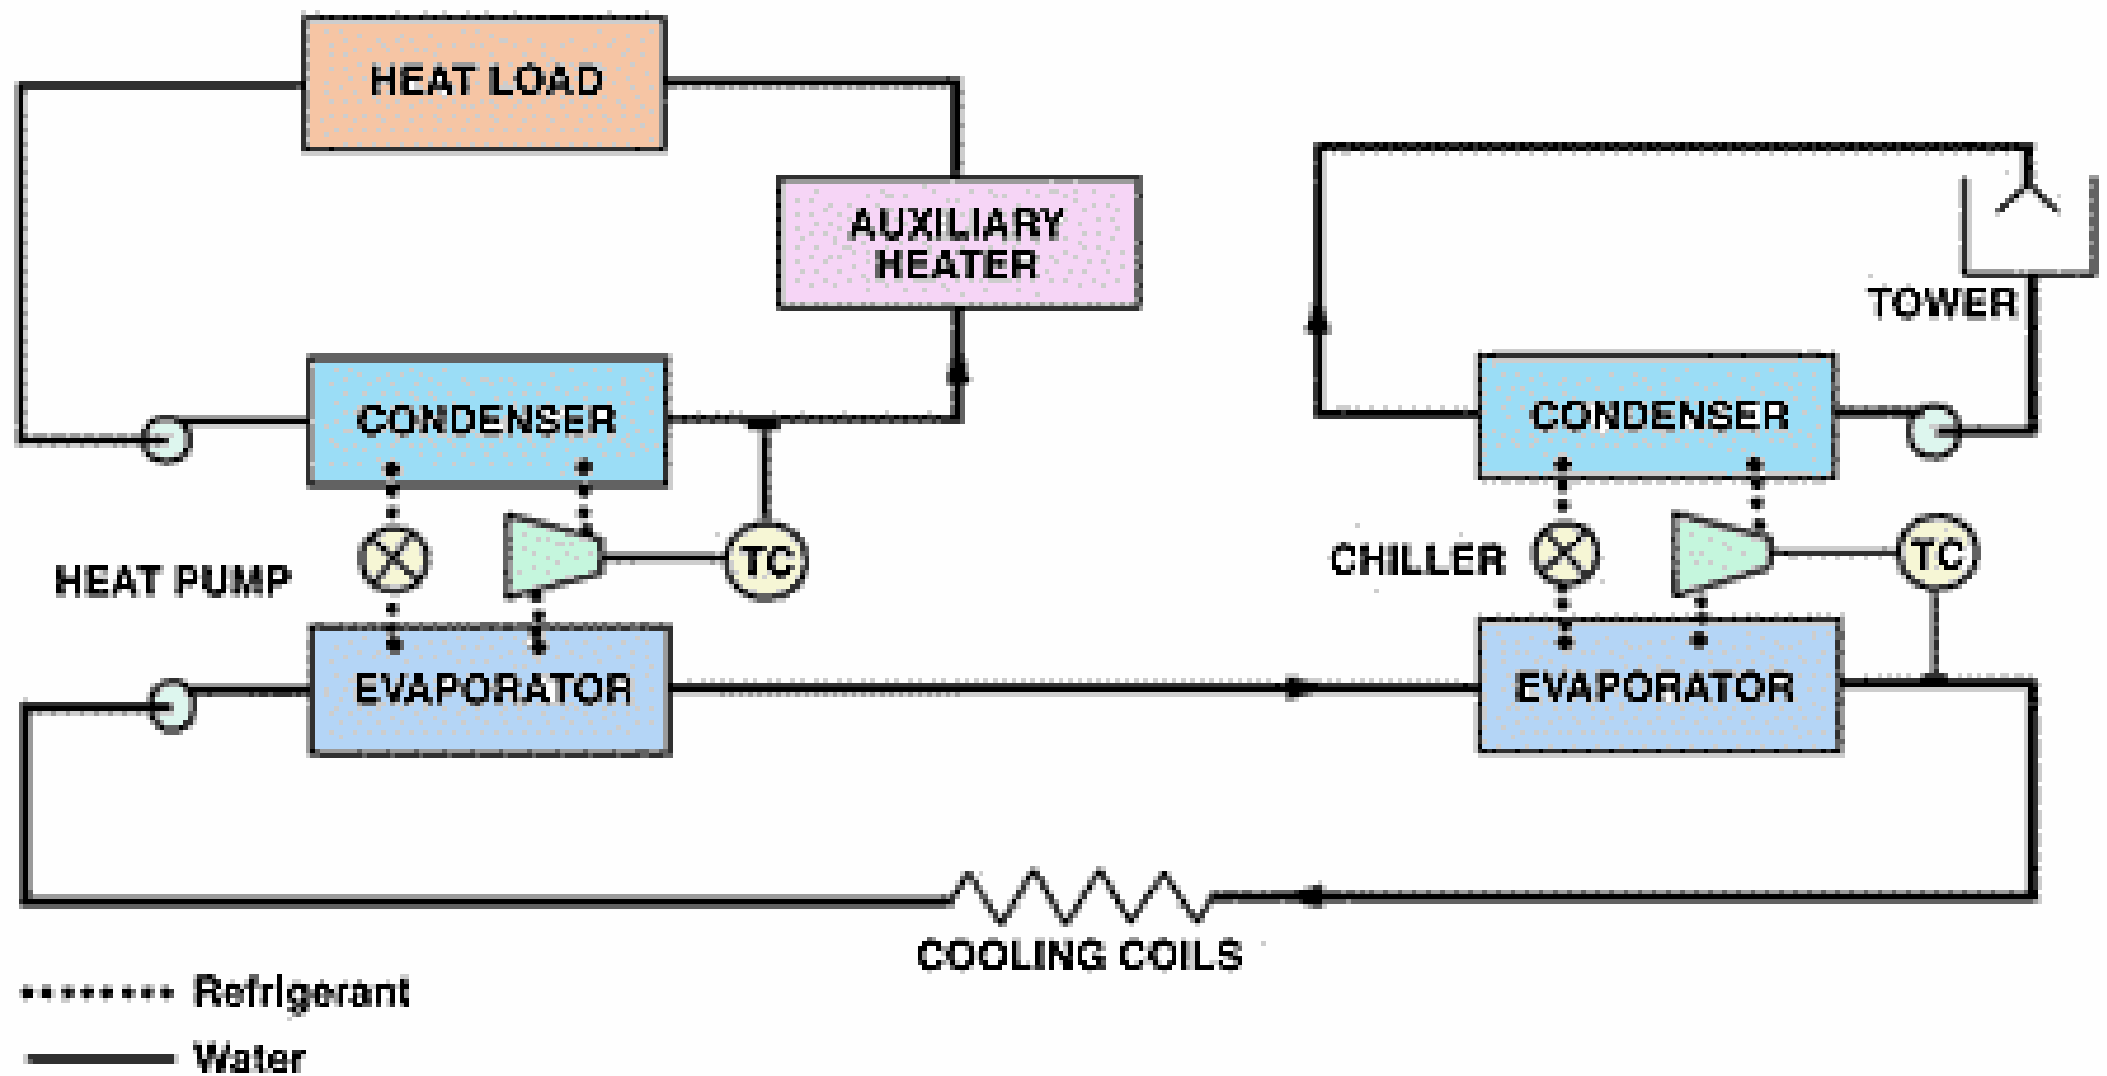 HEAT LOAD
AUXILIARY
HEATER
TOWER
CONDENSER
CONDENSER
HEAT PUMP
TC
CHILLER
TC
EVAPORATOR
EVAPORATOR
COOLING COILS
Refrigerant
Water